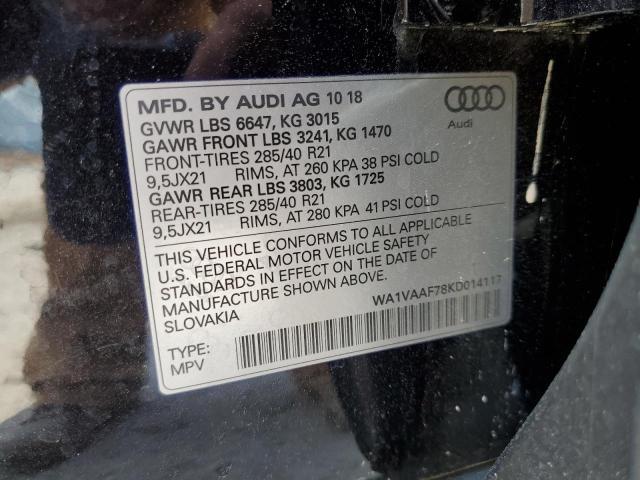 MFD. BY AUDI AG 10 18
GVWR LBS 6647, KG 3015
GAWR FRONT LBS 3241, KG 1470
FRONT-TIRES 285/40 R21
9,5JX21 RIMS, AT 260 KPA 38 PSI COLD
GAWR REAR LBS 3803, KG 1725
REAR-TIRES 285/40 R21
9,5JX21 RIMS, AT 280 KPA 41 PSI COLD
Audi
THIS VEHICLE CONFORMS TO ALL APPLICABLE
U.S. FEDERAL MOTOR VEHICLE SAFETY
STANDARDS IN EFFECT ON THE DATE OF
MANUFACTURE SHOWN ABOVE.
SLOVAKIA
WA1VAAF78KD014117
TYPE:
MPV